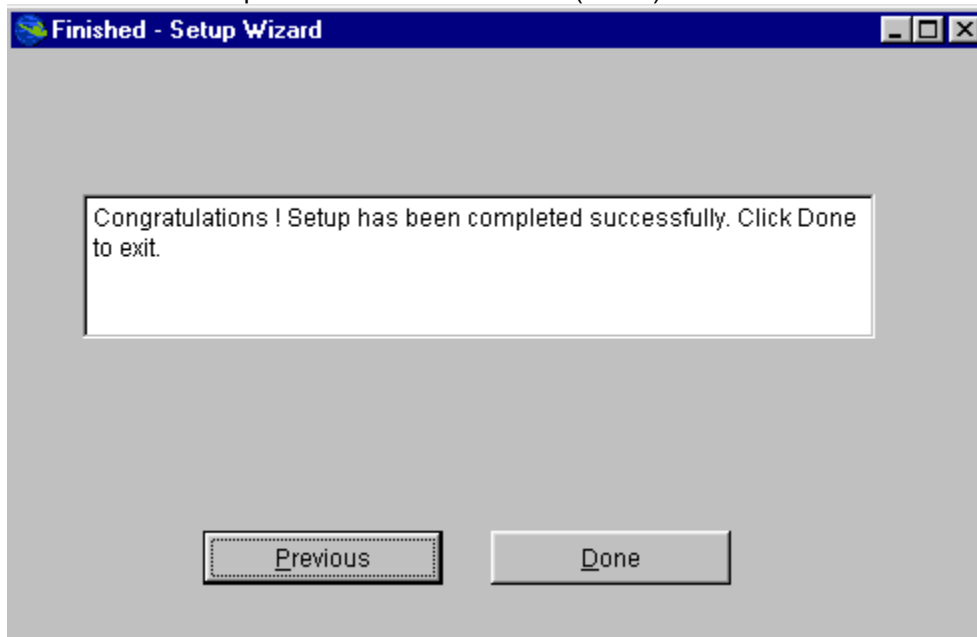 Finished - Setup Wizard
Congratulations ! Setup has been completed successfully. Click Done
to exit.
Previous
Done